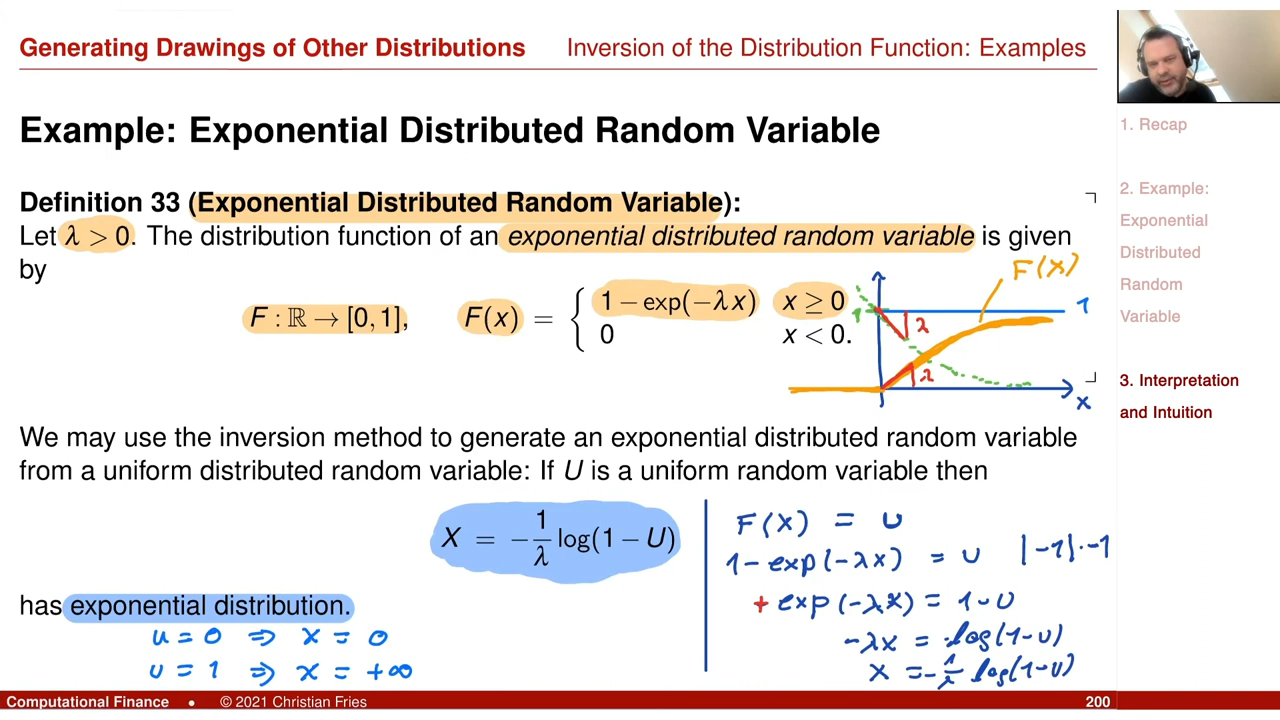 Generating Drawings of Other Distributions Inversion of the Distribution Function: Examples
Example: Exponential Distributed Random Variable
Definition 33 (Exponential Distributed Random Variable):
Let λ > 0. The distribution function of an exponential distributed random variable is given
by
F : ℝ → [0,1], F(x) = { 1 − exp(−λx) x ≥ 0
0 x < 0.
F(x)
1
1
λ
λ
x
We may use the inversion method to generate an exponential distributed random variable
from a uniform distributed random variable: If U is a uniform random variable then
X = −1/λ log(1 − U)
has exponential distribution.
u = 0 ⇒ x = 0
u = 1 ⇒ x = +∞
F(x) = u
1 − exp(−λx) = u |−1|·−1
+ exp(−λx) = 1−u
−λx = log(1−u)
x = −1/λ log(1−u)
1. Recap
2. Example:
Exponential
Distributed
Random
Variable
3. Interpretation
and Intuition
Computational Finance • © 2021 Christian Fries 200